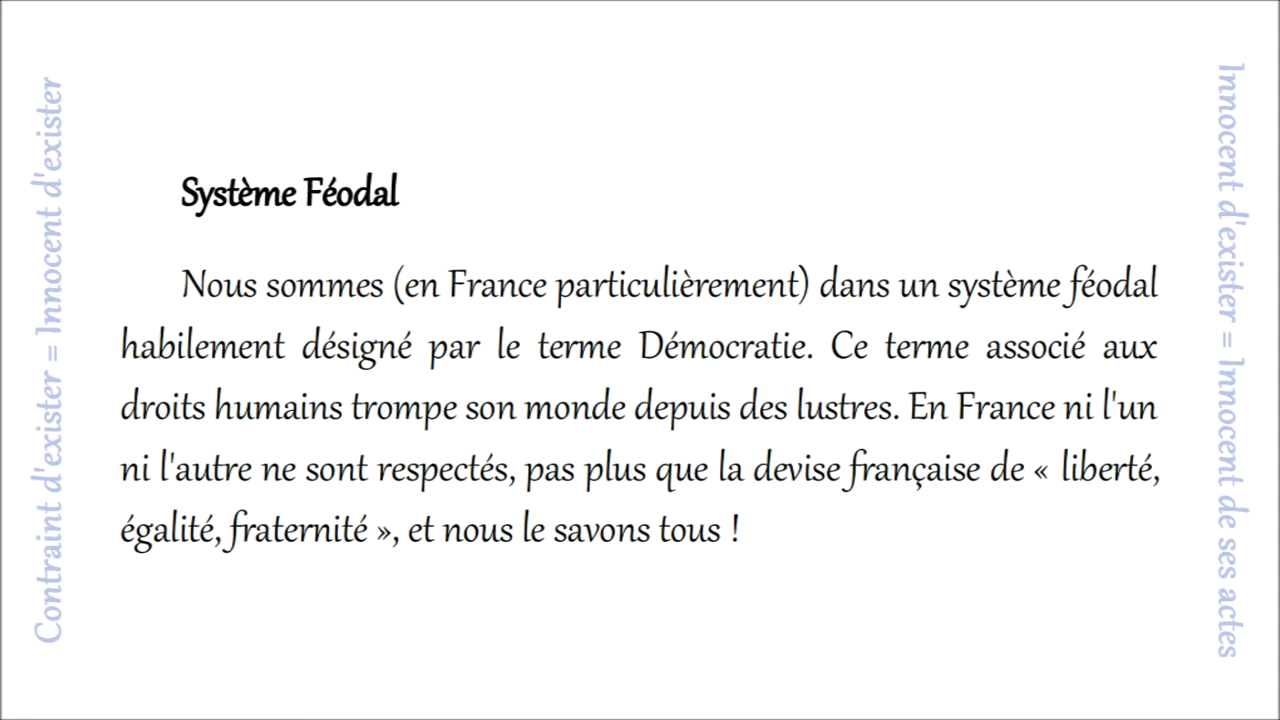 Contraint d'exister = Innocent d'exister
Système Féodal
Nous sommes (en France particulièrement) dans un système féodal
habilement désigné par le terme Démocratie. Ce terme associé aux
droits humains trompe son monde depuis des lustres. En France ni l'un
ni l'autre ne sont respectés, pas plus que la devise française de « liberté,
égalité, fraternité », et nous le savons tous !
Innocent d'exister = Innocent de ses actes